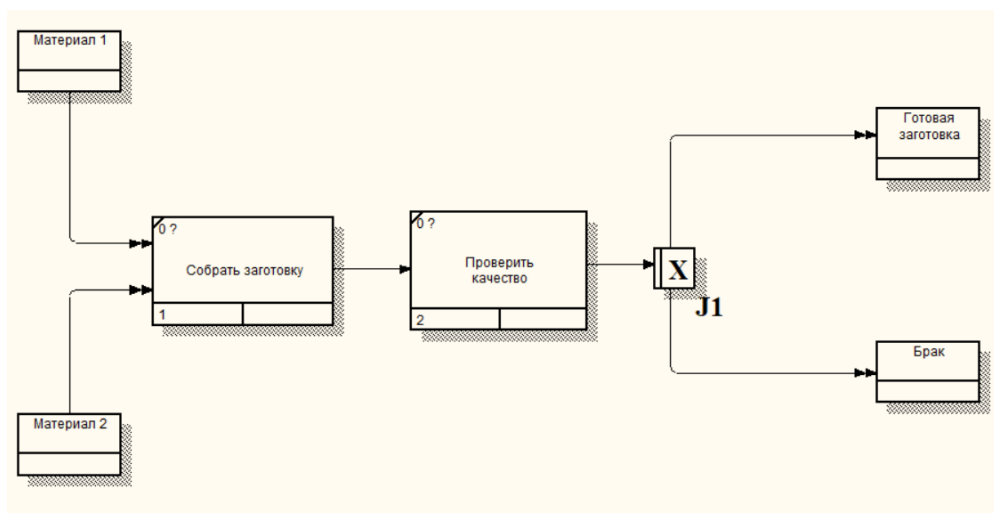 Материал 1
Готовая
заготовка
0 ?
Собрать заготовку
1
0 ?
Проверить
качество
2
X
J1
Брак
Материал 2